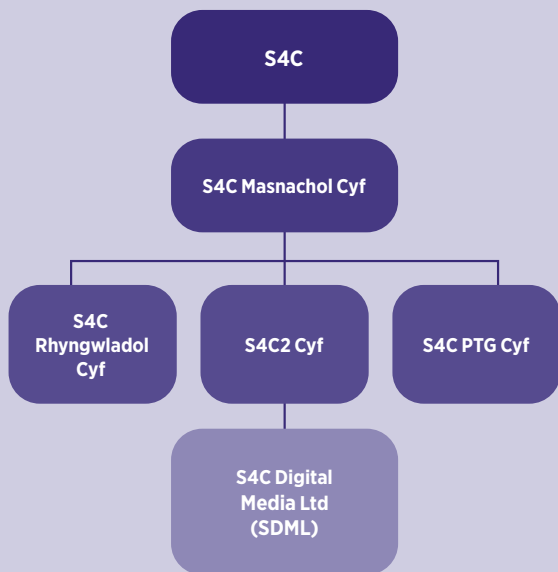 S4C
S4C Masnachol Cyf
S4C
Rhyngwladol
Cyf
S4C2 Cyf
S4C PTG Cyf
S4C Digital
Media Ltd
(SDML)